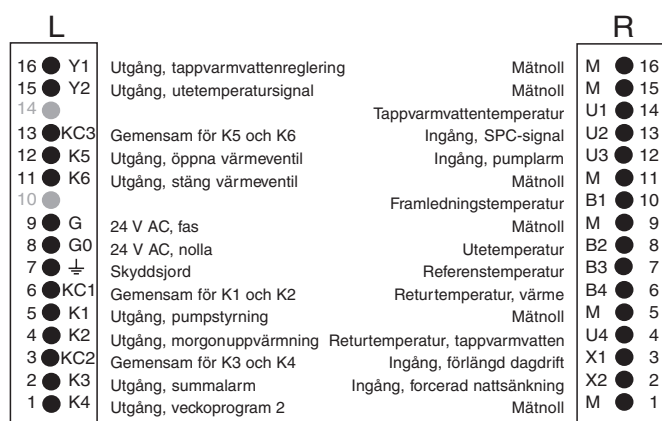 L R
16 Y1 Utgång, tappvarmvattenreglering Mätnoll M 16
15 Y2 Utgång, utetemperatursignal Mätnoll M 15
14 Tappvarmvattentemperatur U1 14
13 KC3 Gemensam för K5 och K6 Ingång, SPC-signal U2 13
12 K5 Utgång, öppna värmeventil Ingång, pumplarm U3 12
11 K6 Utgång, stäng värmeventil Mätnoll M 11
10 Framledningstemperatur B1 10
9 G 24 V AC, fas Mätnoll M 9
8 G0 24 V AC, nolla Utetemperatur B2 8
7 Skyddsjord Referenstemperatur B3 7
6 KC1 Gemensam för K1 och K2 Returtemperatur, värme B4 6
5 K1 Utgång, pumpstyrning Mätnoll M 5
4 K2 Utgång, morgonuppvärmning Returtemperatur, tappvarmvatten U4 4
3 KC2 Gemensam för K3 och K4 Ingång, förlängd dagdrift X1 3
2 K3 Utgång, summalarm Ingång, forcerad nattsänkning X2 2
1 K4 Utgång, veckoprogram 2 Mätnoll M 1